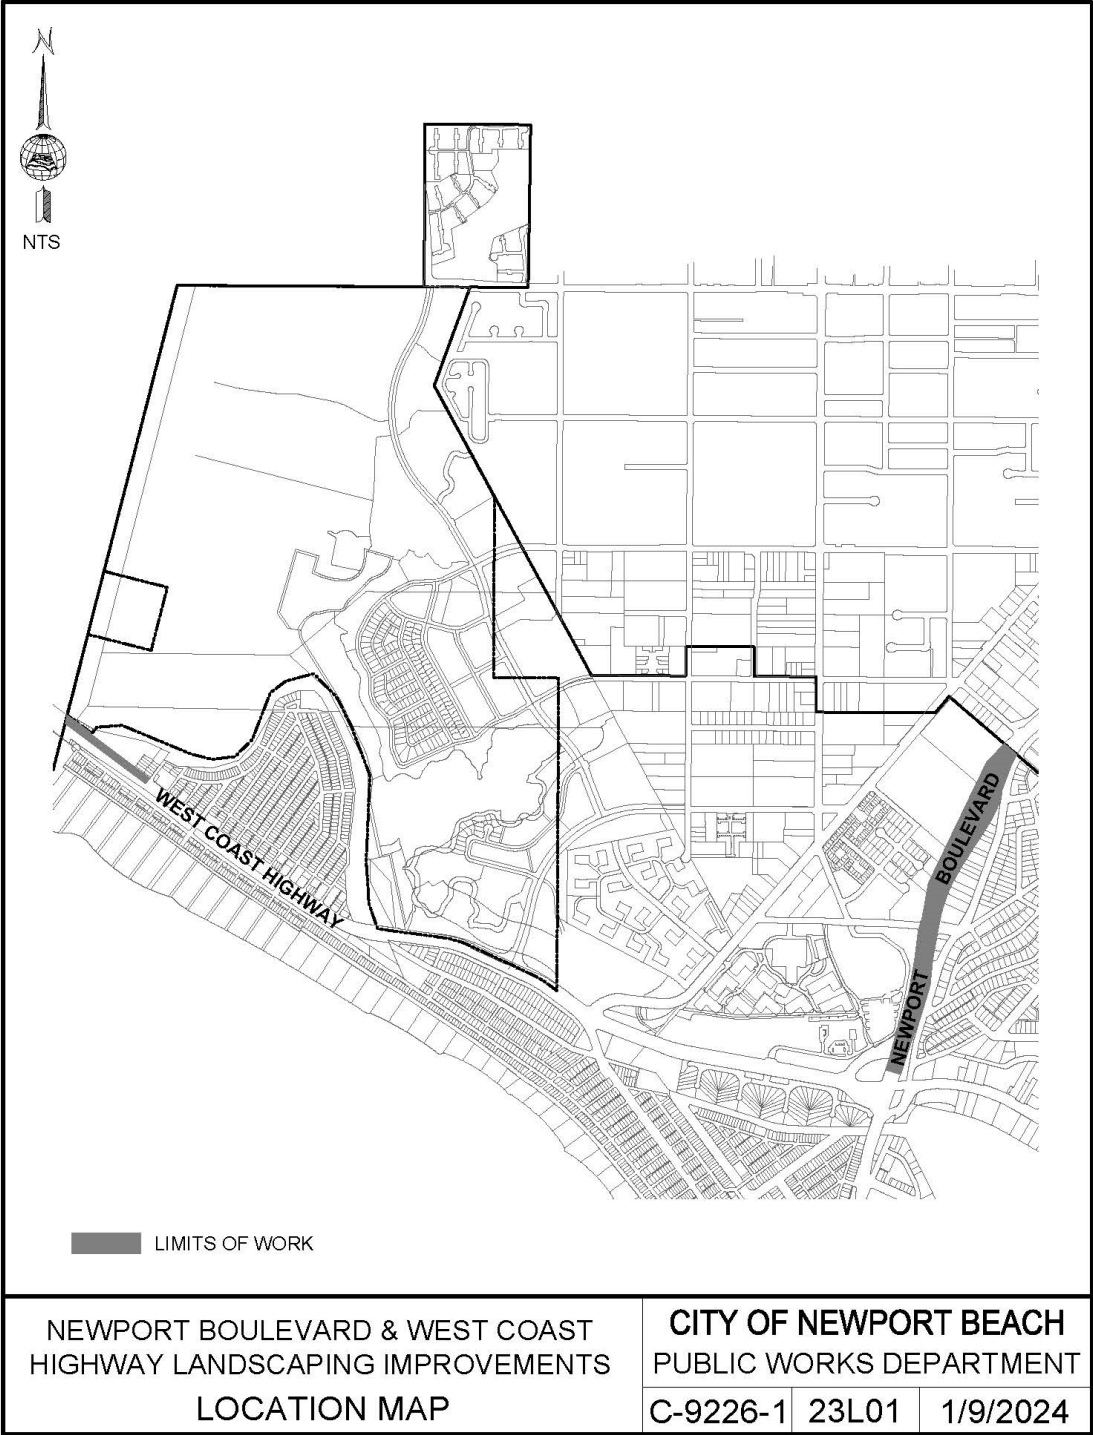 N
NTS
WEST COAST HIGHWAY
NEWPORT BOULEVARD
LIMITS OF WORK
NEWPORT BOULEVARD & WEST COAST
HIGHWAY LANDSCAPING IMPROVEMENTS
LOCATION MAP
CITY OF NEWPORT BEACH
PUBLIC WORKS DEPARTMENT
C-9226-1 23L01 1/9/2024